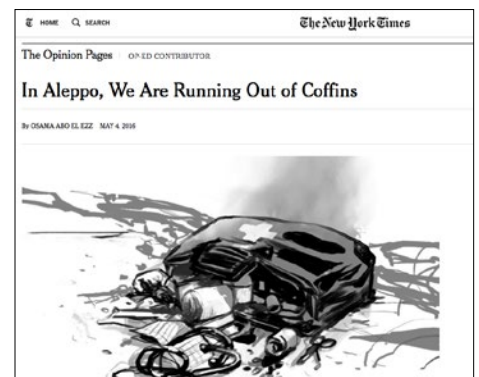 HOME SEARCH The New York Times
The Opinion Pages OP-ED CONTRIBUTOR
In Aleppo, We Are Running Out of Coffins
By OSAMA ABO EL EZZ MAY 4, 2016